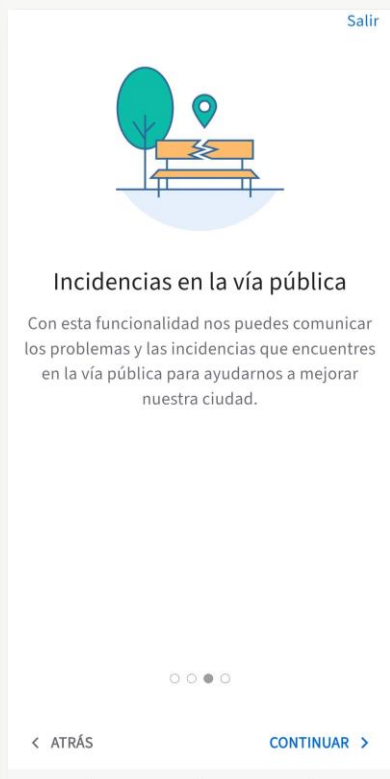 Salir
Incidencias en la vía pública
Con esta funcionalidad nos puedes comunicar
los problemas y las incidencias que encuentres
en la vía pública para ayudarnos a mejorar
nuestra ciudad.
ATRÁS
CONTINUAR